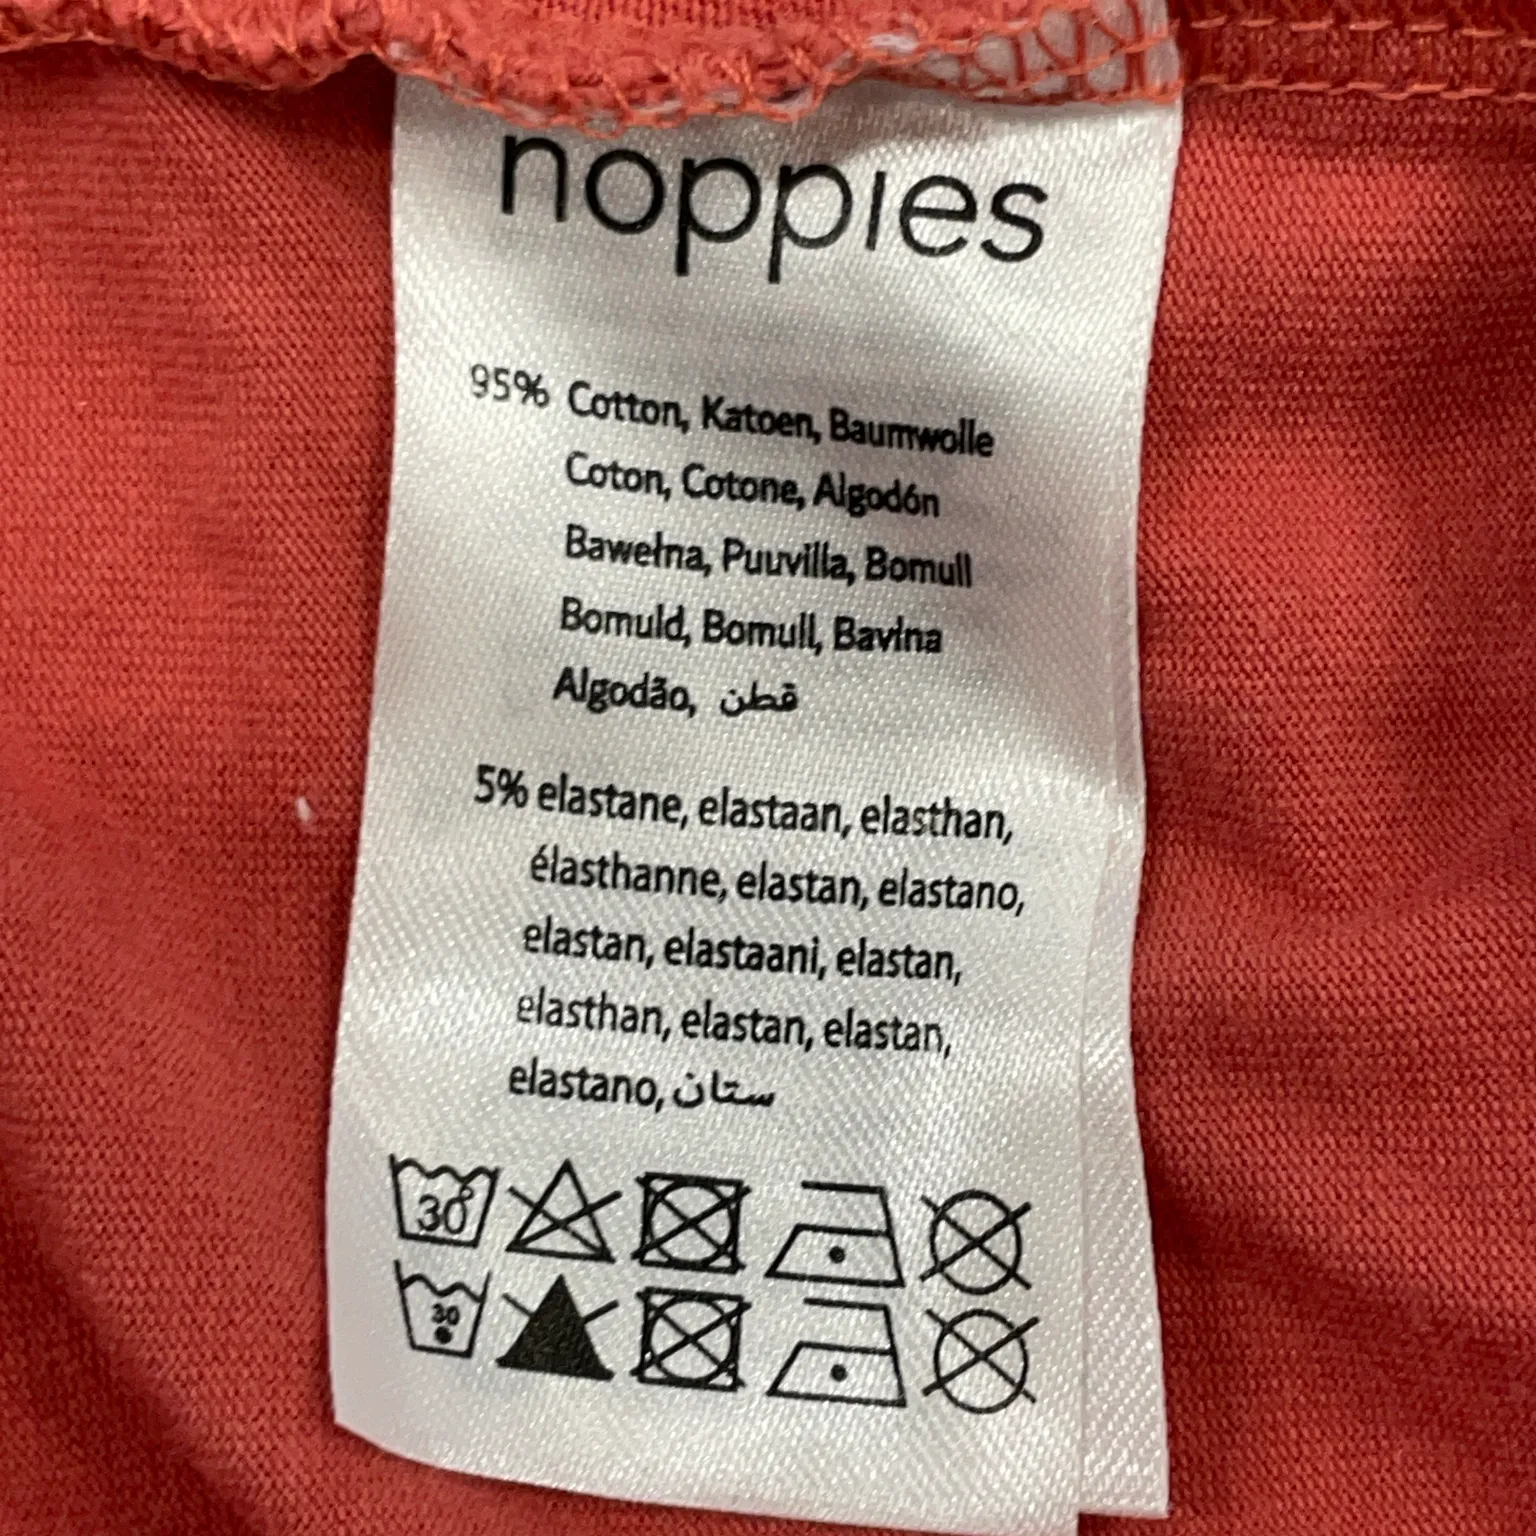 noppies
95% Cotton, Katoen, Baumwolle
Coton, Cotone, Algodón
Bawełna, Puuvilla, Bomull
Bomuld, Bomull, Bavlna
Algodão, قطن
5% elastane, elastaan, elasthan,
élasthanne, elastan, elastano,
elastan, elastaani, elastan,
elasthan, elastan, elastan,
elastano, ستان
30°
30